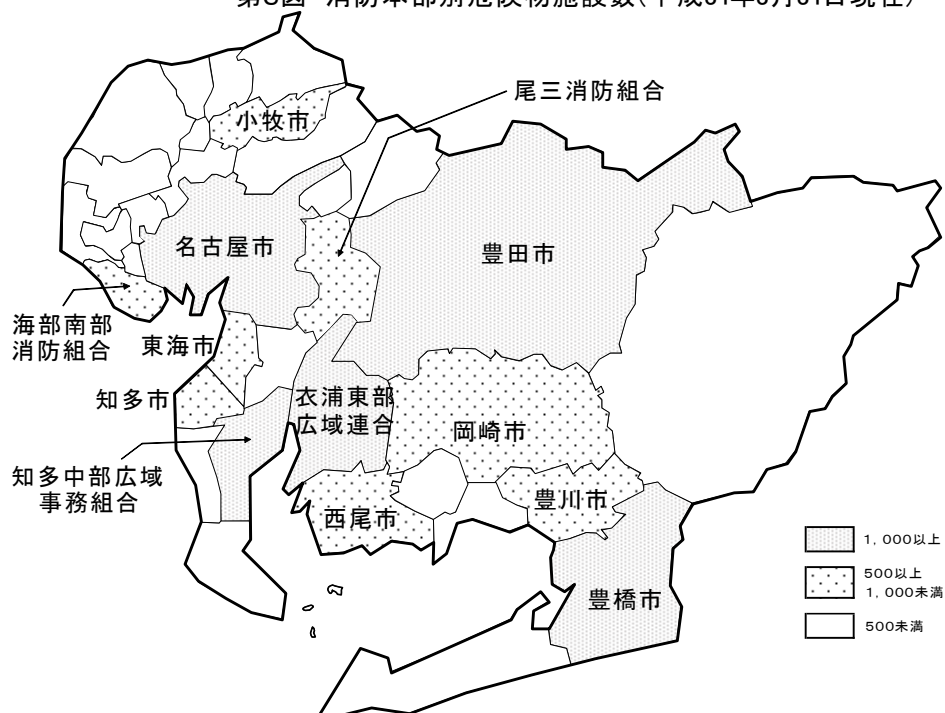 尾三消防組合
小牧市
名古屋市
豊田市
海部南部
消防組合
東海市
知多市
衣浦東部
広域連合
岡崎市
知多中部広域
事務組合
西尾市
豊川市
豊橋市
1,000以上
500以上
1,000未満
500未満